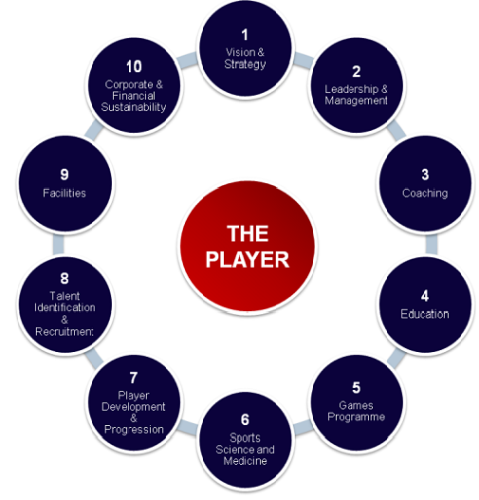 1
Vision &
Strategy
2
Leadership &
Management
3
Coaching
4
Education
5
Games
Programme
6
Sports
Science and
Medicine
7
Player
Development
&
Progression
8
Talent
Identification
&
Recruitment
9
Facilities
10
Corporate &
Financial
Sustainability
THE
PLAYER